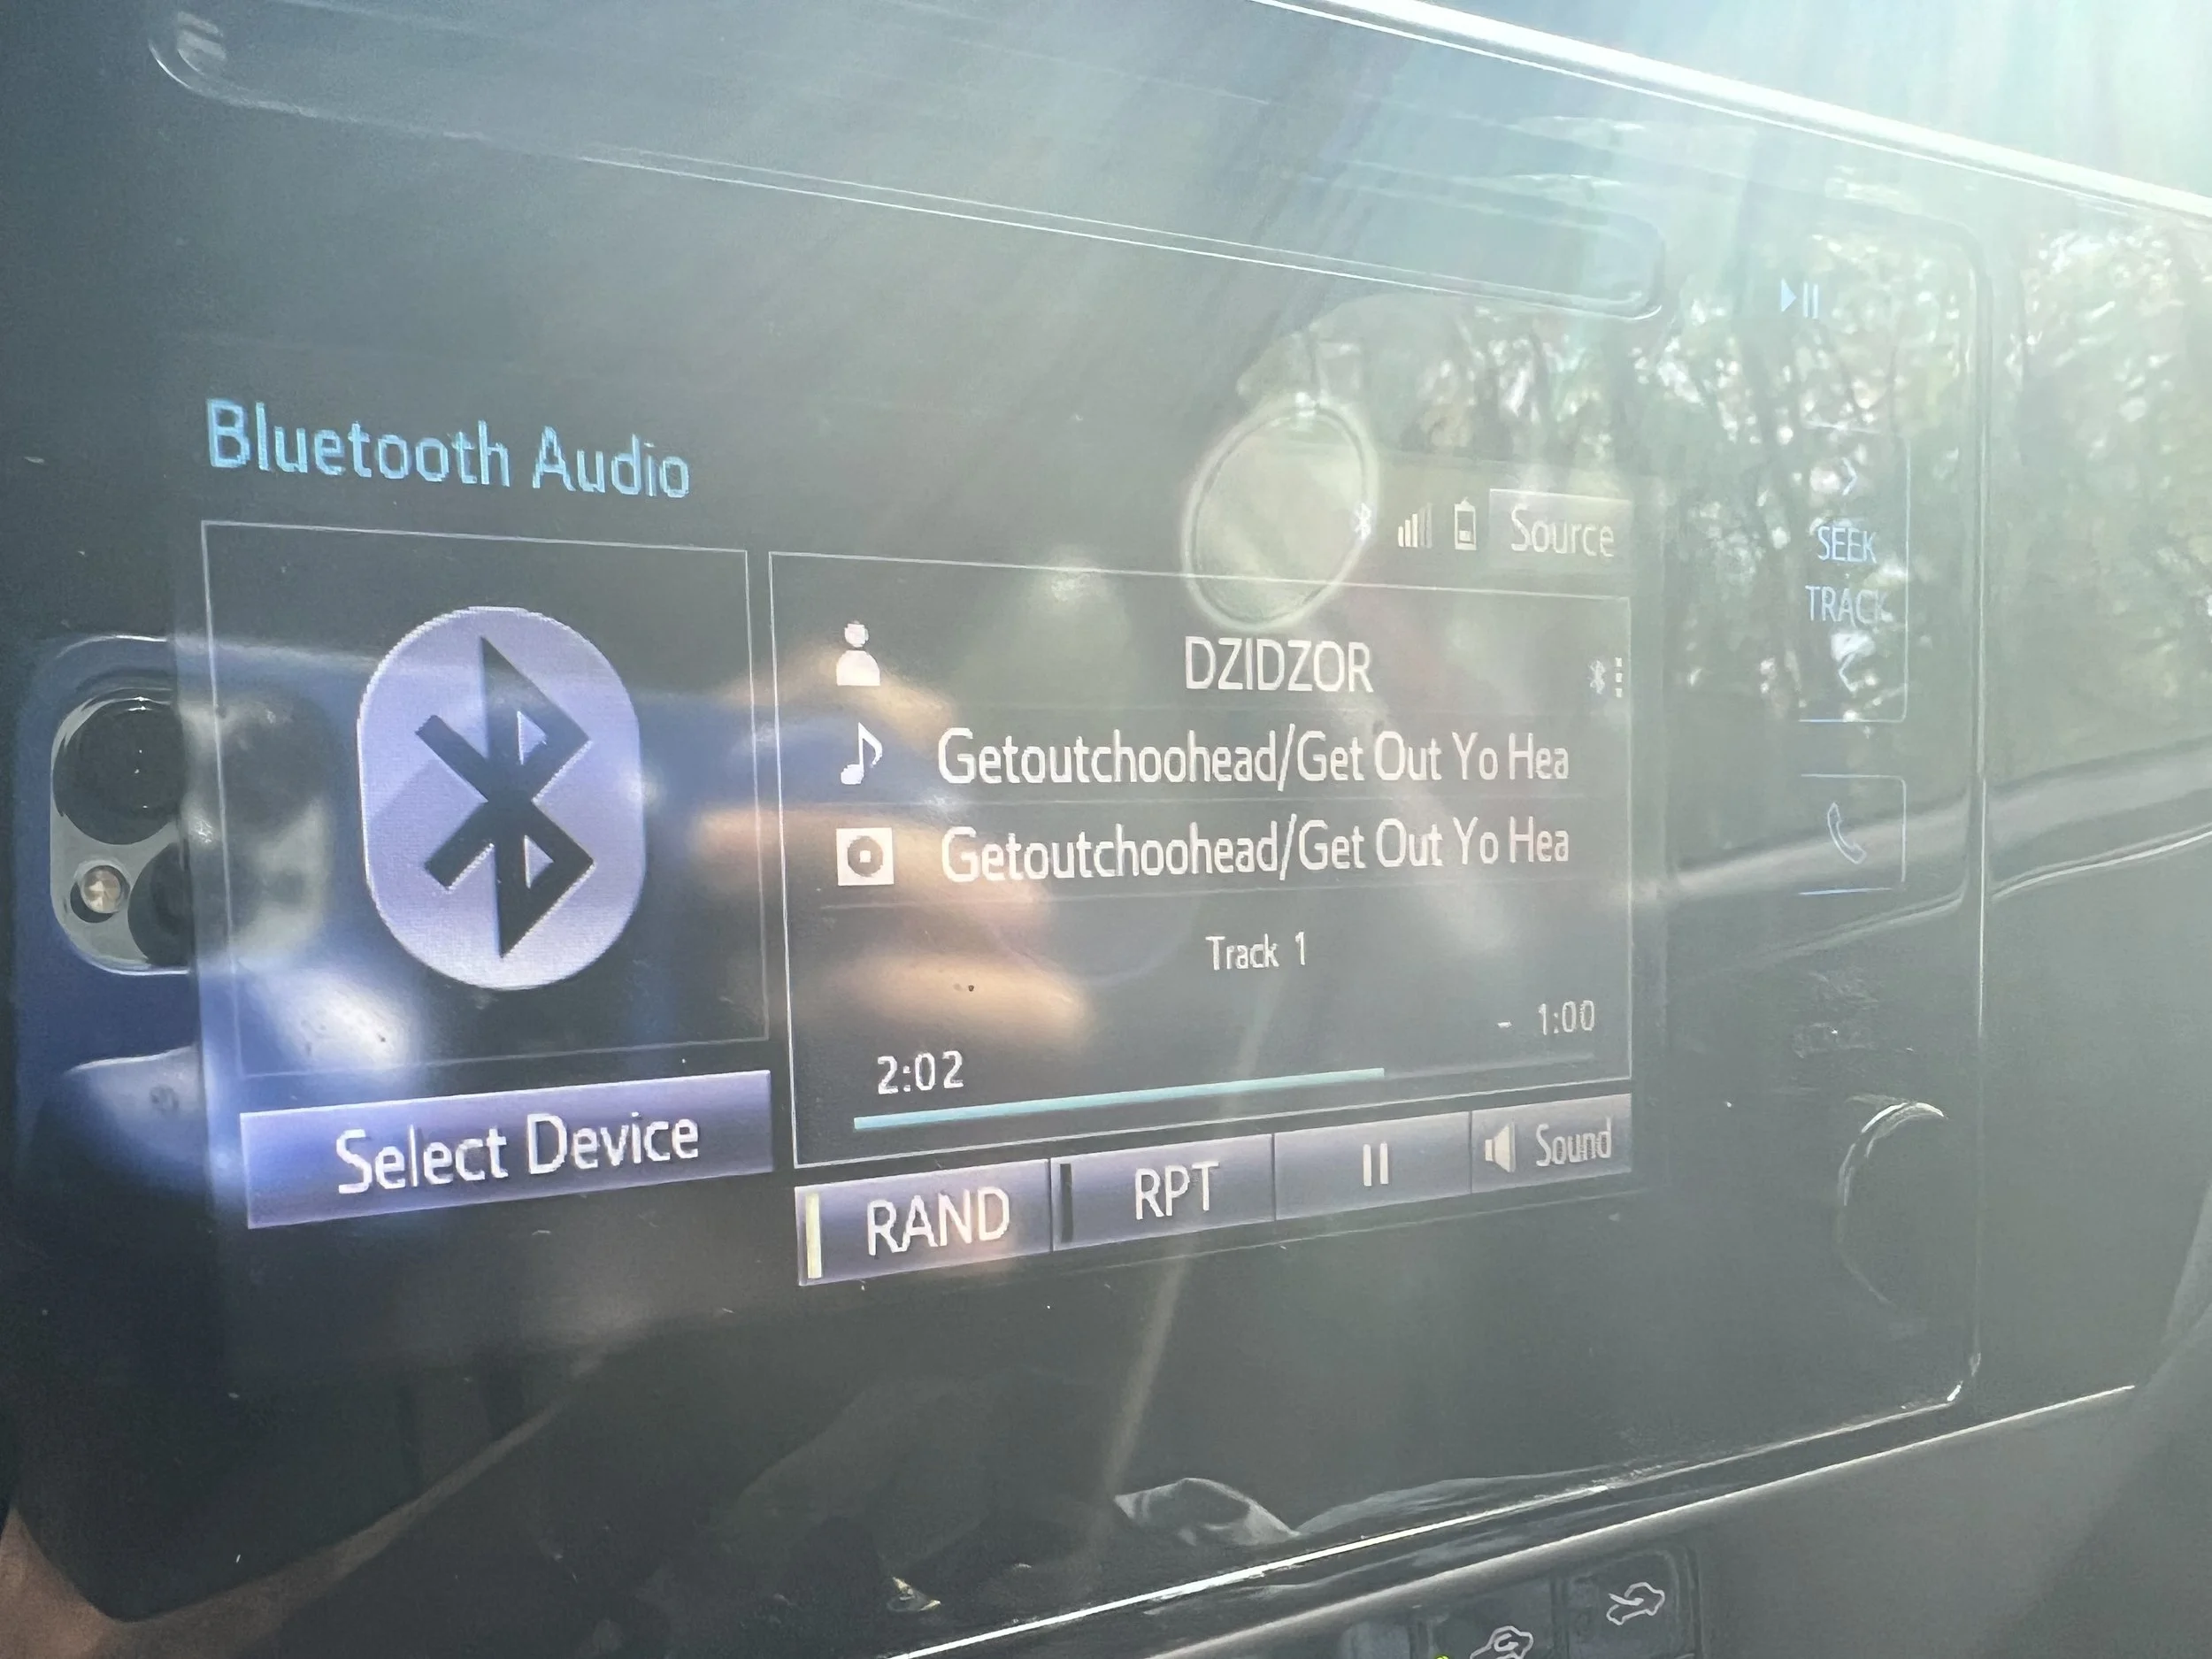 Bluetooth Audio
Source
SEEK
TRACK
DZIDZOR
Getoutchoohead/Get Out Yo Hea
Getoutchoohead/Get Out Yo Hea
Track 1
2:02
- 1:00
Select Device
RAND
RPT
Sound